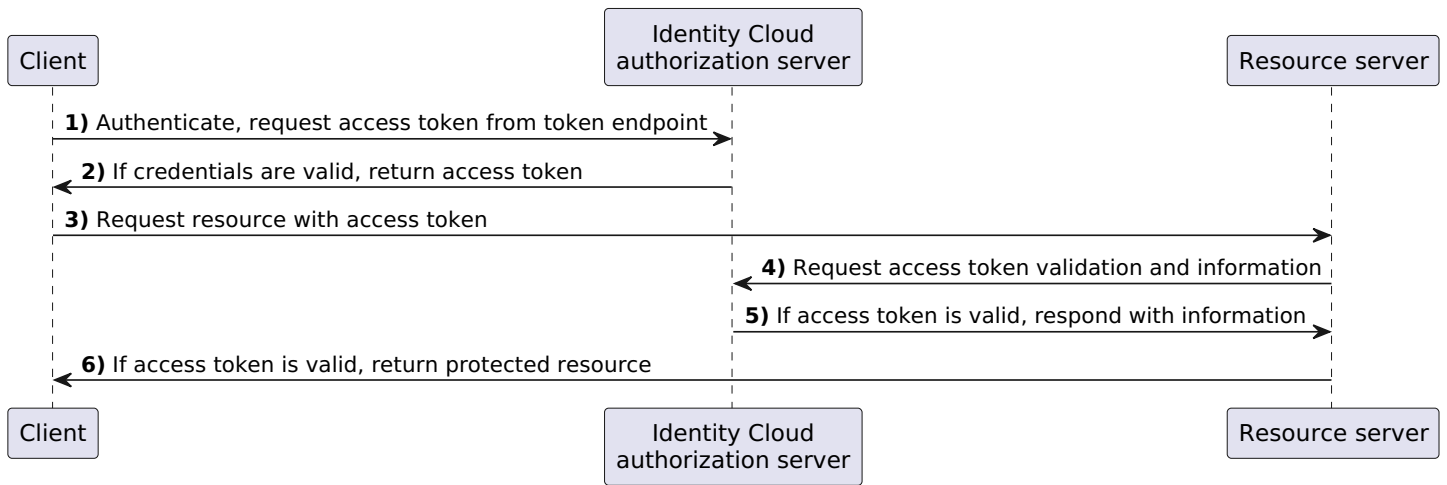 Identity Cloud
Client
authorization server
Resource server
1) Authenticate, request access token from token endpoint
2) If credentials are valid, return access token
3) Request resource with access token
4) Request access token validation and information
5) If access token is valid, respond with information
6) If access token is valid, return protected resource
Client
Identity Cloud
authorization server
Resource server